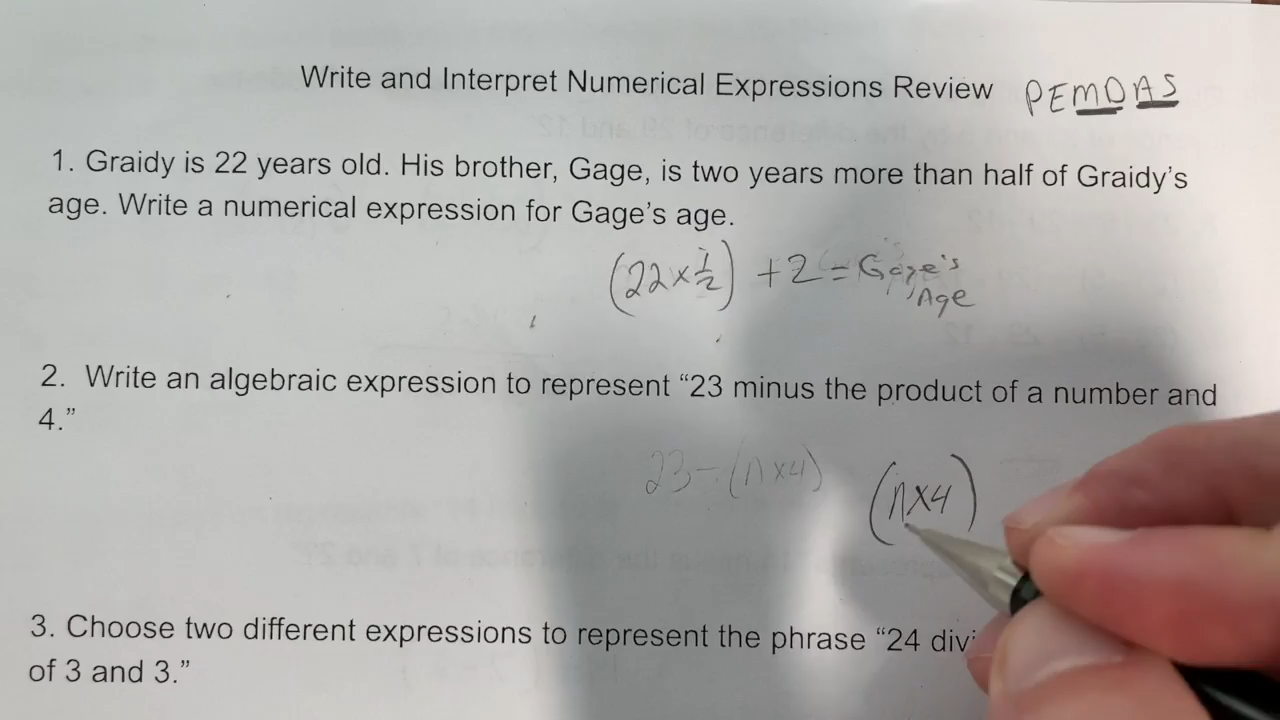 Write and Interpret Numerical Expressions Review PEMDAS
1. Graidy is 22 years old. His brother, Gage, is two years more than half of Graidy's
age. Write a numerical expression for Gage's age.
(22 × 1/2) + 2 = Gage's
Age
2. Write an algebraic expression to represent “23 minus the product of a number and
4.”
23 - (n×4) (n×4)
3. Choose two different expressions to represent the phrase “24
of 3 and 3.”